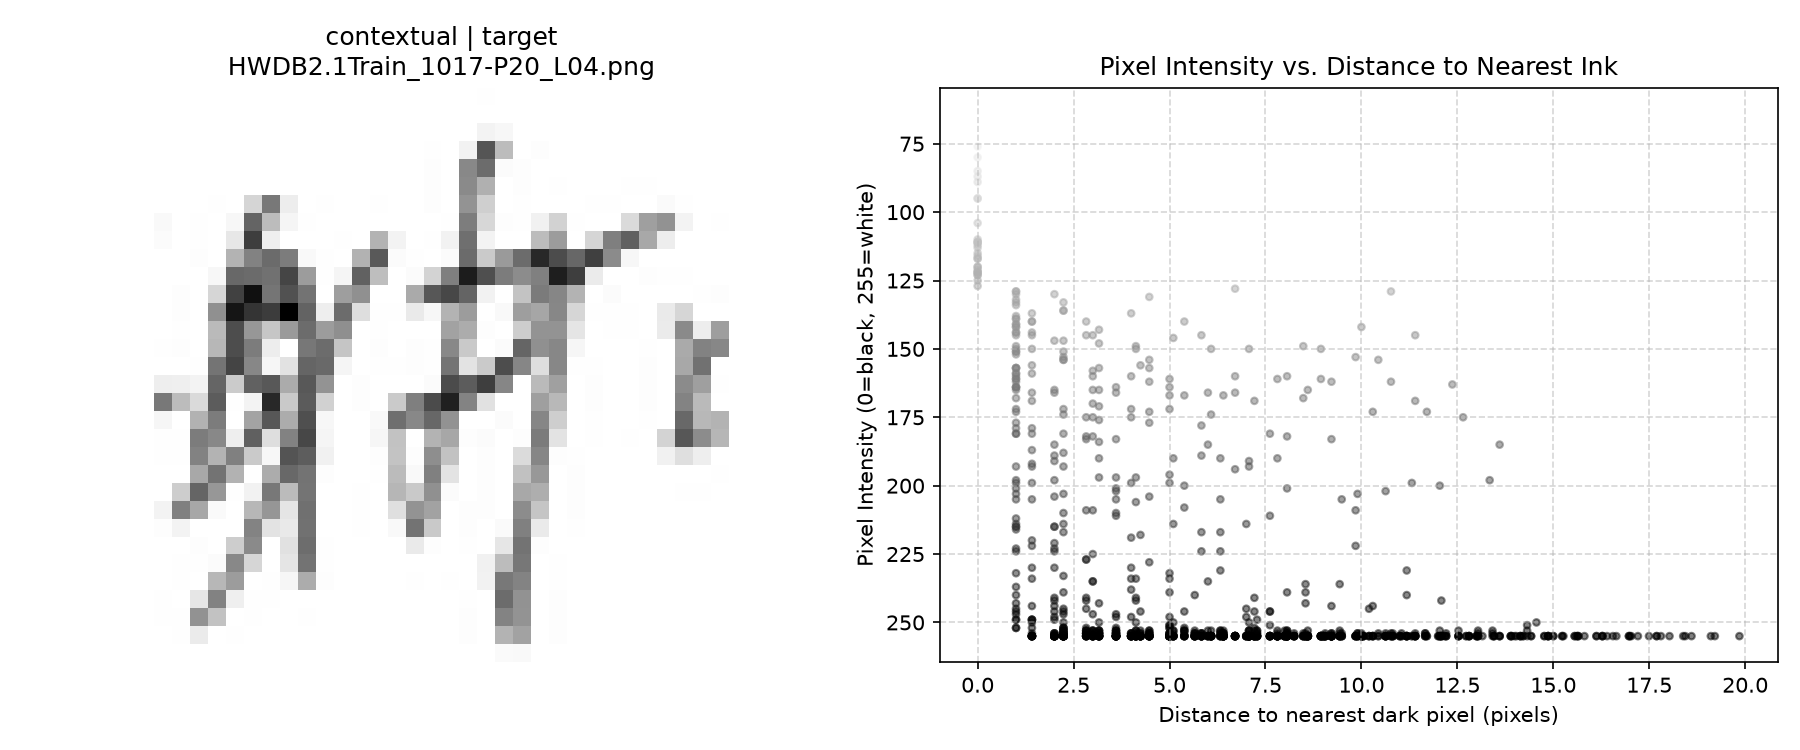 contextual | target
HWDB2.1Train_1017-P20_L04.png
Pixel Intensity vs. Distance to Nearest Ink
Pixel Intensity (0=black, 255=white)
75
100
125
150
175
200
225
250
0.0 2.5 5.0 7.5 10.0 12.5 15.0 17.5 20.0
Distance to nearest dark pixel (pixels)